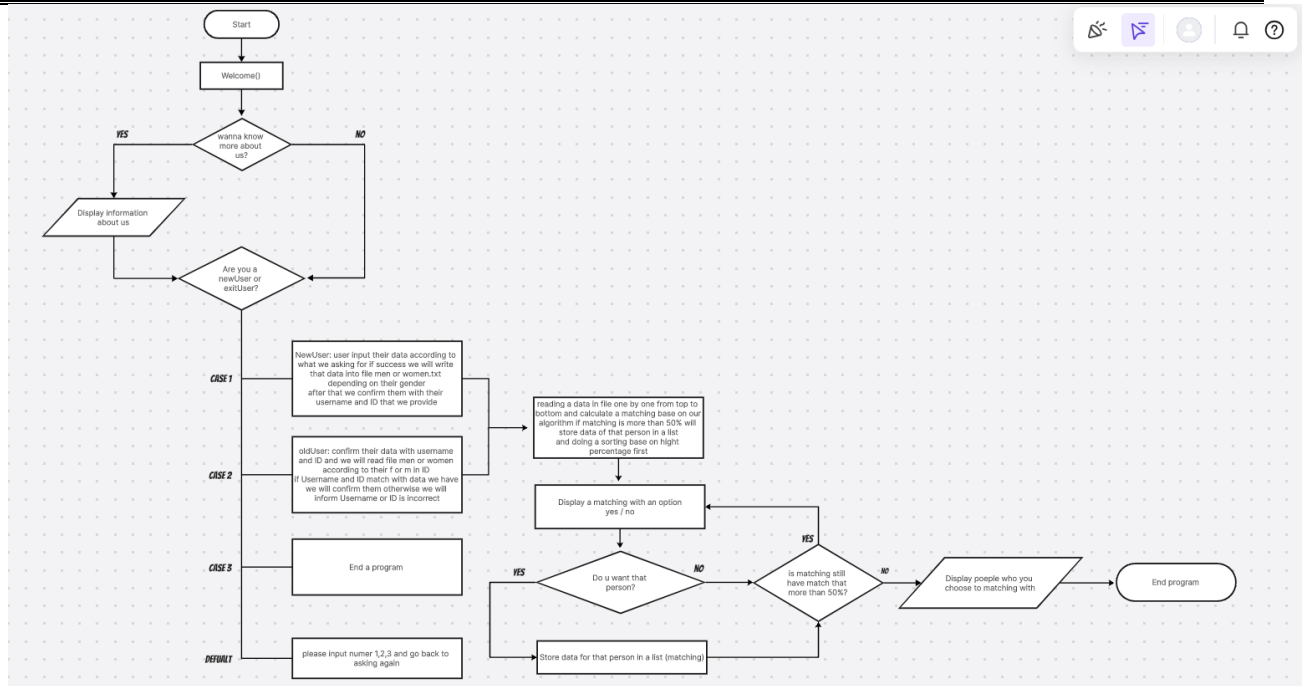 Start
Welcome()
wanna know
more about
us?
YES
NO
Display information
about us
Are you a
newUser or
exitUser?
CASE 1
NewUser: user input their data according to
what we asking for if success we will write
that data into file men or women.txt
depending on their gender
after that we confirm them with their
username and ID that we provide
CASE 2
oldUser: confirm their data with username
and ID and we will read file men or women
according to their f or m in ID
If Username and ID match with data we have
we will confirm them otherwise we will
inform Username or ID is incorrect
CASE 3
End a program
DEFUALT
please input numer 1,2,3 and go back to
asking again
reading a data in file one by one from top to
bottom and calculate a matching base on our
algorithm if matching is more than 50% will
store data of that person in a list
and doing a sorting base on hight
percentage first
Display a matching with an option
yes / no
Do u want that
person?
YES
NO
Store data for that person in a list (matching)
is matching still
have match that
more than 50%?
YES
NO
Display poeple who you
choose to matching with
End program